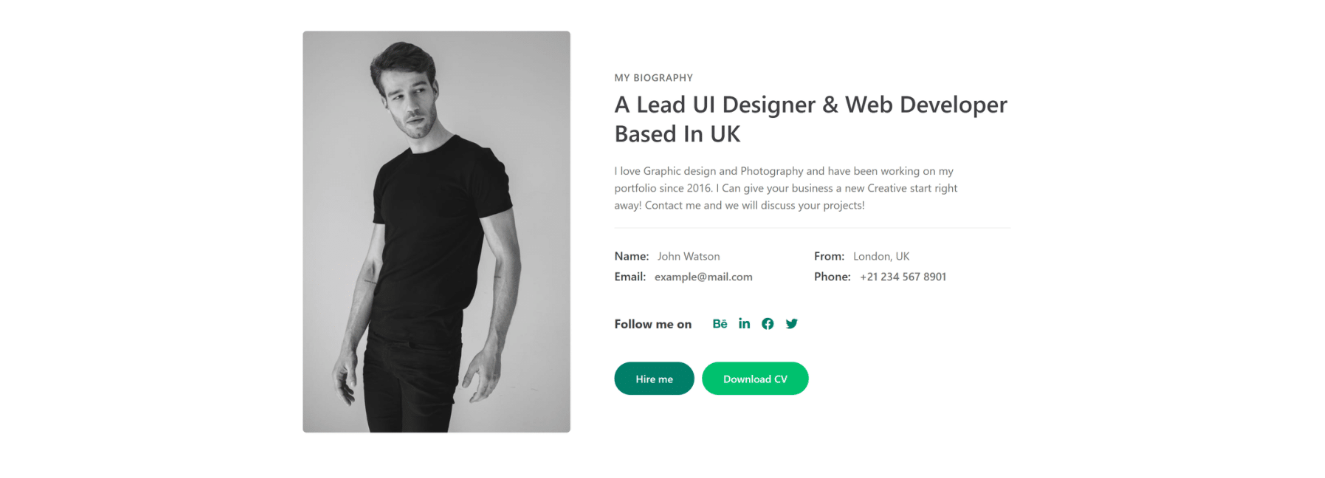 MY BIOGRAPHY
A Lead UI Designer & Web Developer
Based In UK
I love Graphic design and Photography and have been working on my
portfolio since 2016. I Can give your business a new Creative start right
away! Contact me and we will discuss your projects!
Name: John Watson From: London, UK
Email: example@mail.com Phone: +21 234 567 8901
Follow me on Bē in
Hire me Download CV